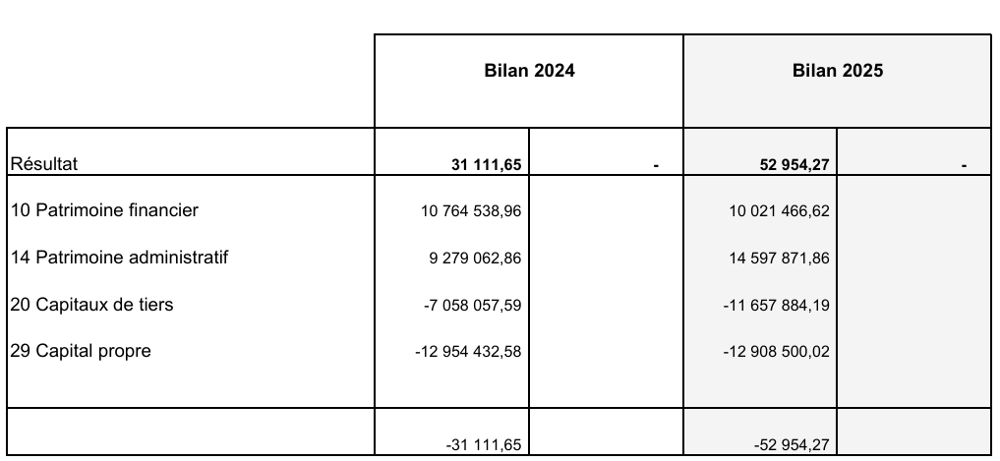 Bilan 2024 Bilan 2025
Résultat 31 111,65 - 52 954,27 -
10 Patrimoine financier 10 764 538,96 10 021 466,62
14 Patrimoine administratif 9 279 062,86 14 597 871,86
20 Capitaux de tiers -7 058 057,59 -11 657 884,19
29 Capital propre -12 954 432,58 -12 908 500,02
-31 111,65 -52 954,27